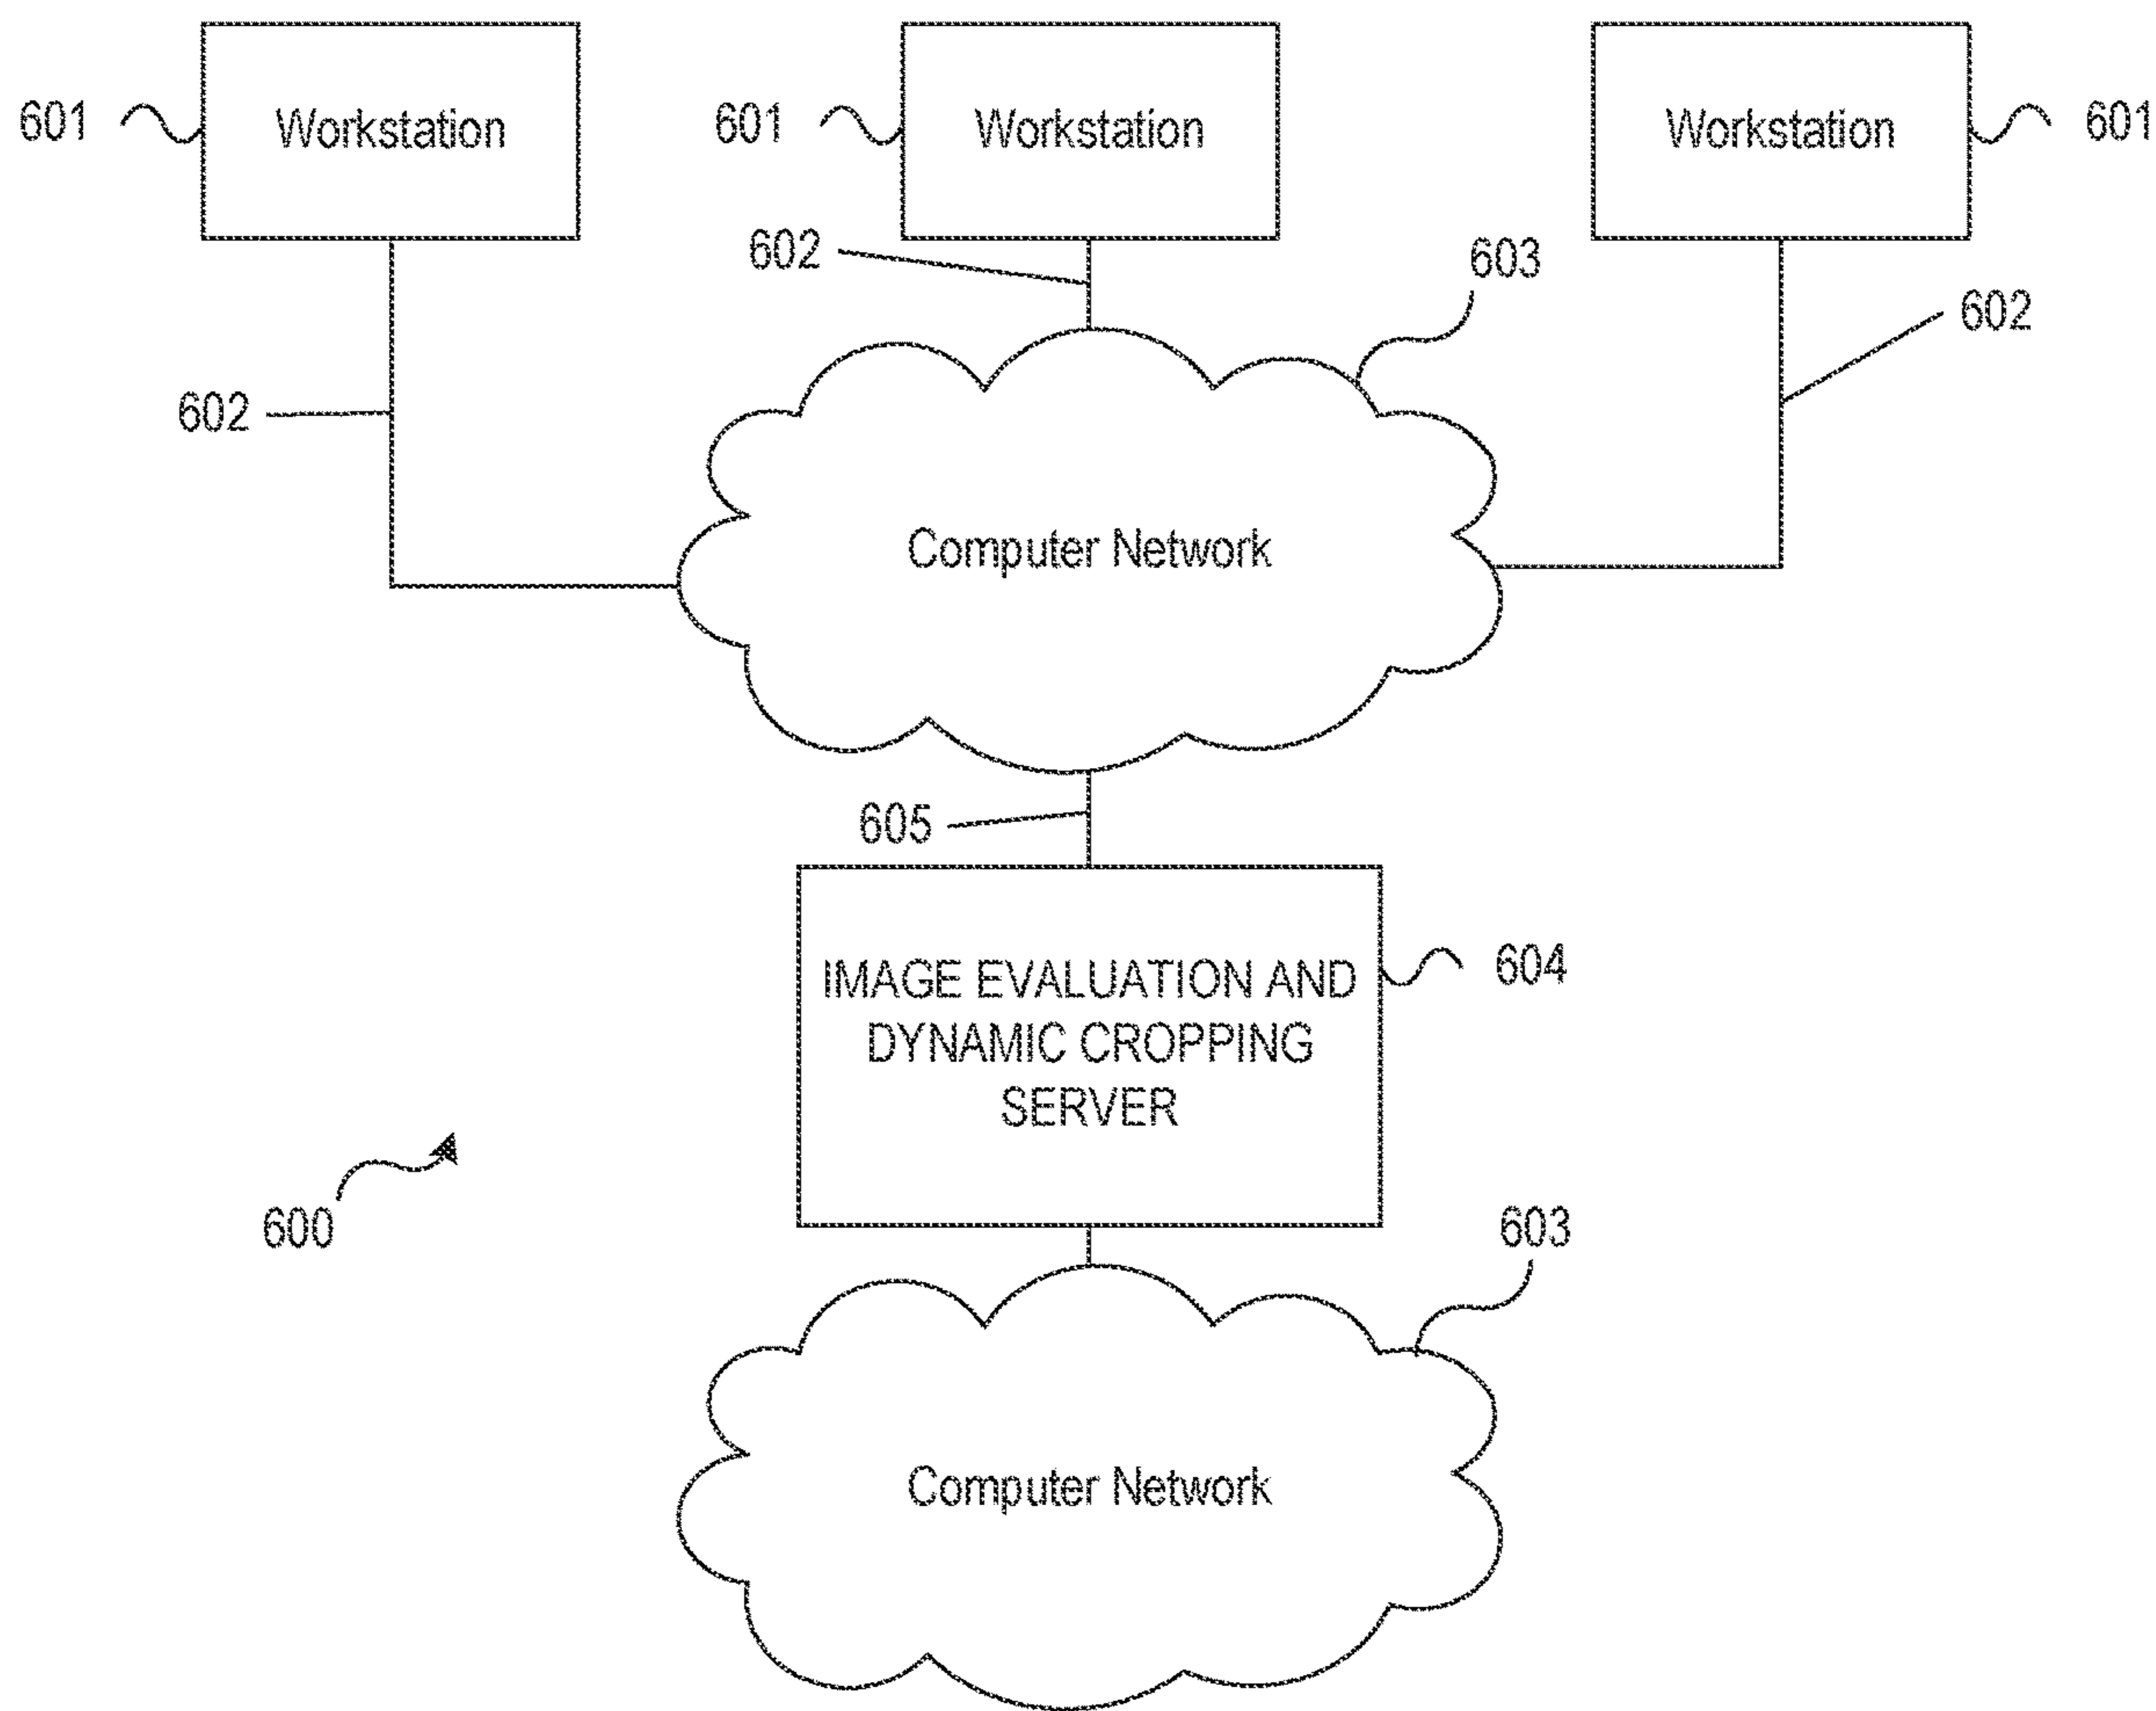 601
Workstation
601
Workstation
Workstation
601
602
603
602
602
Computer Network
605
IMAGE EVALUATION AND
DYNAMIC CROPPING
SERVER
604
600
603
Computer Network